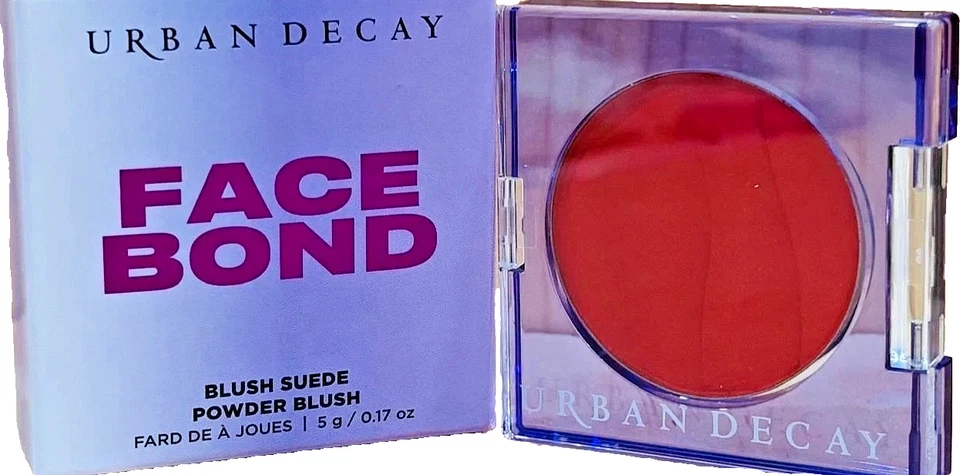 URBAN DECAY
FACE
BOND
BLUSH SUEDE
POWDER BLUSH
FARD DE À JOUES | 5 g / 0.17 oz
URBAN DECAY